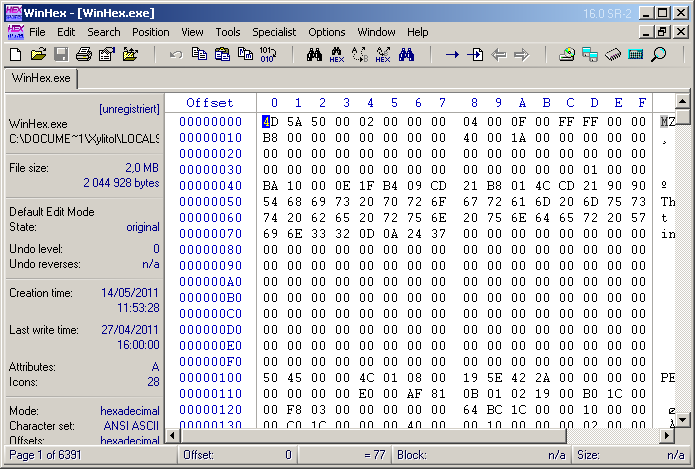 WinHex - [WinHex.exe] 16.0 SR-2
File Edit Search Position View Tools Specialist Options Window Help
WinHex.exe
[unregistriert]
WinHex.exe
C:\DOCUME~1\Xylitol\LOCALS
File size: 2,0 MB
2 044 928 bytes
Default Edit Mode
State: original
Undo level: 0
Undo reverses: n/a
Creation time: 14/05/2011
11:53:28
Last write time: 27/04/2011
16:00:00
Attributes: A
Icons: 28
Mode: hexadecimal
Character set: ANSI ASCII
Offsets: hexadecimal
Offset 0 1 2 3 4 5 6 7 8 9 A B C D E F
00000000 4D 5A 50 00 02 00 00 00 04 00 0F 00 FF FF 00 00 MZ
00000010 B8 00 00 00 00 00 00 00 40 00 1A 00 00 00 00 00 ¸
00000020 00 00 00 00 00 00 00 00 00 00 00 00 00 00 00 00
00000030 00 00 00 00 00 00 00 00 00 00 00 00 00 01 00 00
00000040 BA 10 00 0E 1F B4 09 CD 21 B8 01 4C CD 21 90 90 º
00000050 54 68 69 73 20 70 72 6F 67 72 61 6D 20 6D 75 73 Th
00000060 74 20 62 65 20 72 75 6E 20 75 6E 64 65 72 20 57 t
00000070 69 6E 33 32 0D 0A 24 37 00 00 00 00 00 00 00 00 in
00000080 00 00 00 00 00 00 00 00 00 00 00 00 00 00 00 00
00000090 00 00 00 00 00 00 00 00 00 00 00 00 00 00 00 00
000000A0 00 00 00 00 00 00 00 00 00 00 00 00 00 00 00 00
000000B0 00 00 00 00 00 00 00 00 00 00 00 00 00 00 00 00
000000C0 00 00 00 00 00 00 00 00 00 00 00 00 00 00 00 00
000000D0 00 00 00 00 00 00 00 00 00 00 00 00 00 00 00 00
000000E0 00 00 00 00 00 00 00 00 00 00 00 00 00 00 00 00
000000F0 00 00 00 00 00 00 00 00 00 00 00 00 00 00 00 00
00000100 50 45 00 00 4C 01 08 00 19 5E 42 2A 00 00 00 00 PE
00000110 00 00 00 00 E0 00 AF 81 0B 01 02 19 00 B0 1C 00
00000120 00 F8 03 00 00 00 00 00 64 BC 1C 00 00 10 00 00 ø
00000130 00 C0 1C 00 00 00 40 00 00 10 00 00 00 02 00 00 À
Page 1 of 6391 Offset: 0 = 77 Block: n/a Size: n/a